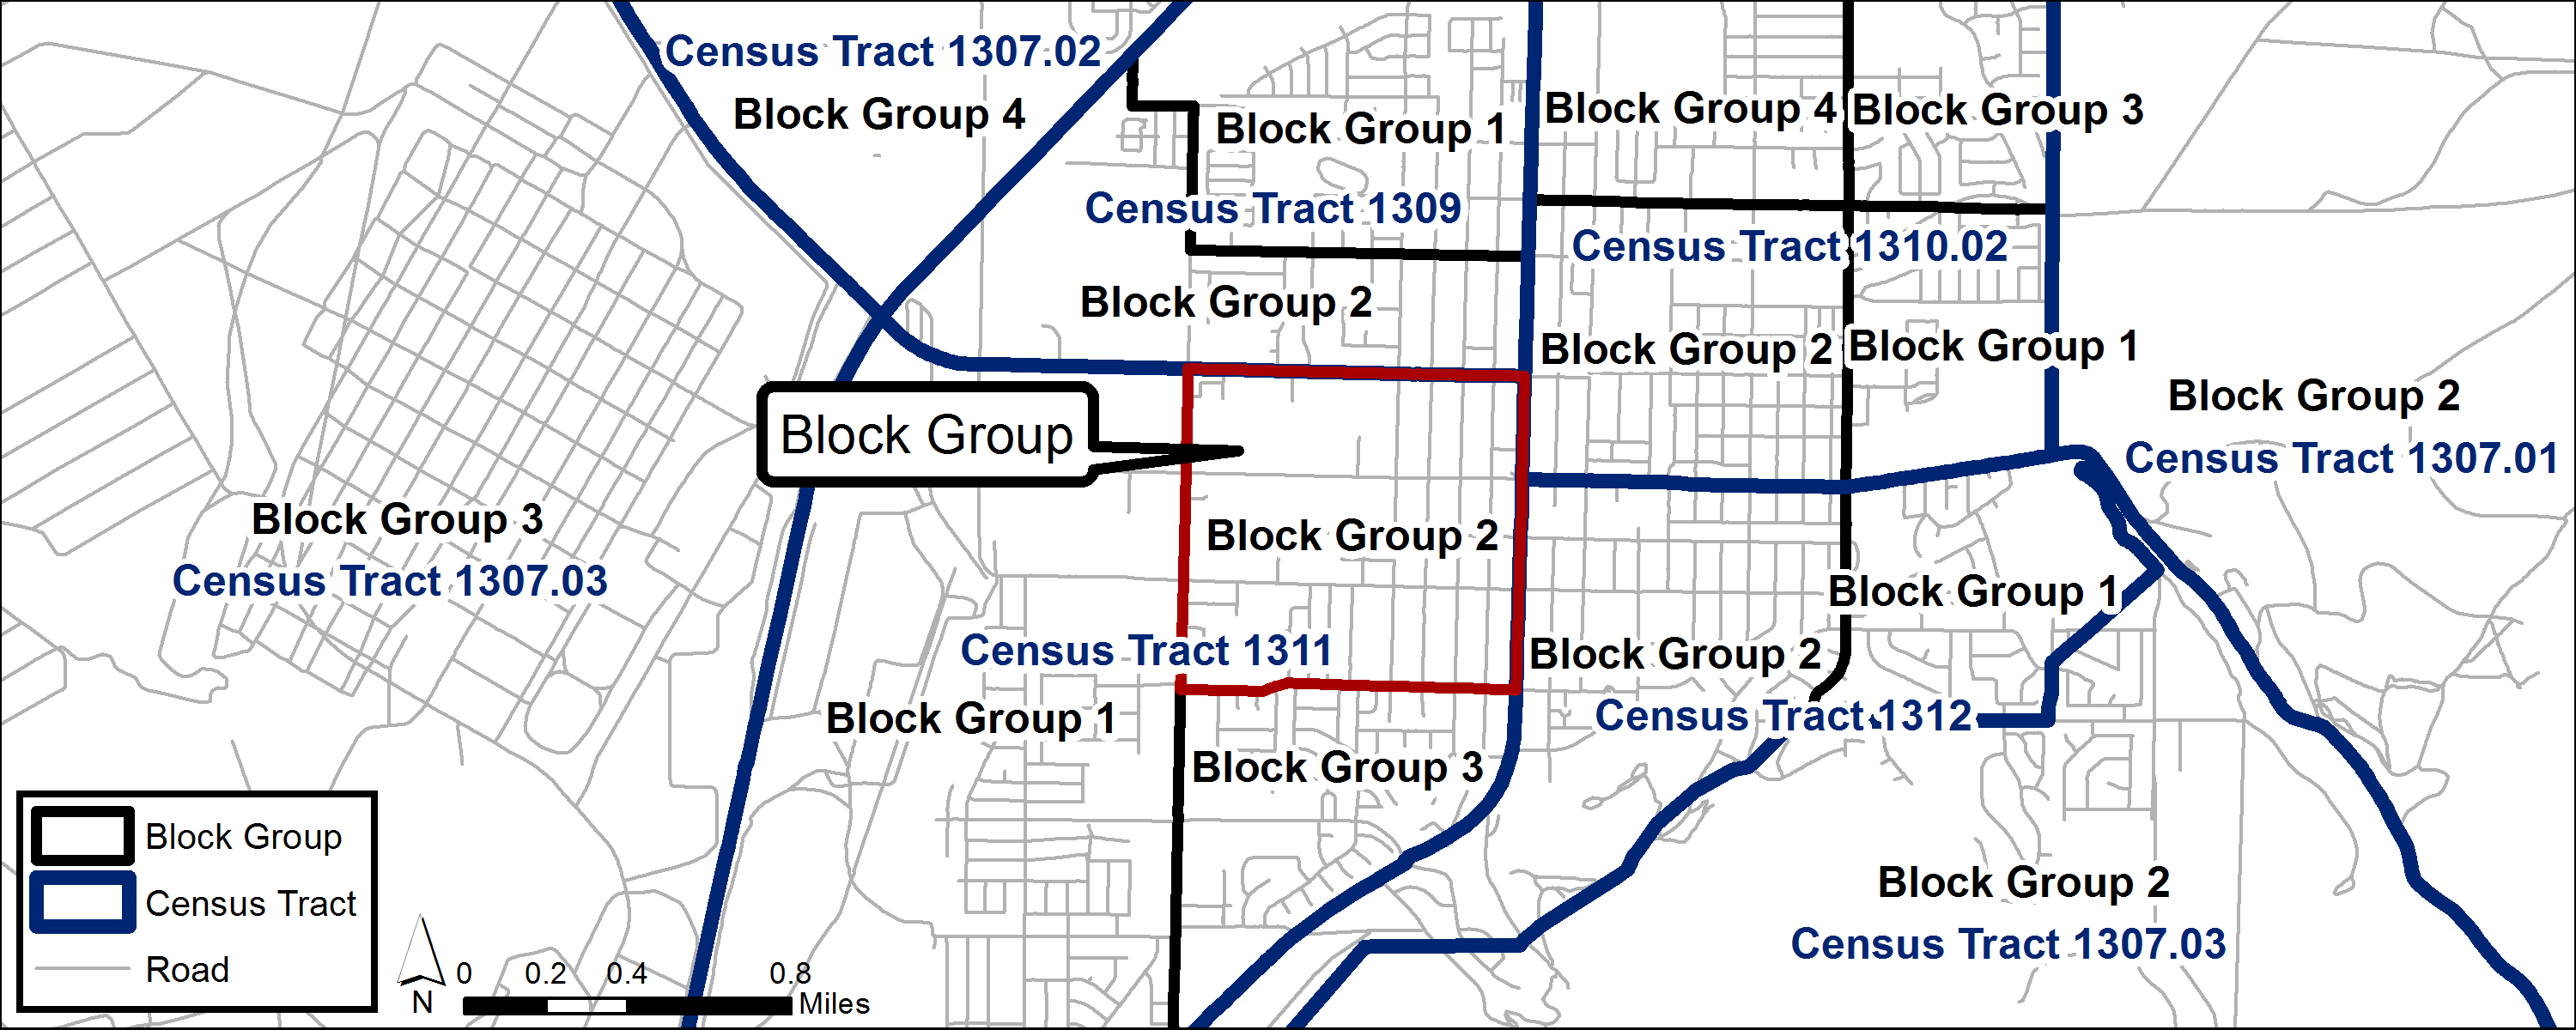 Census Tract 1307.02
Block Group 4
Block Group 1
Block Group 4
Block Group 3
Census Tract 1309
Census Tract 1310.02
Block Group 2
Block Group 2
Block Group 1
Block Group 2
Census Tract 1307.01
Block Group
Block Group 3
Census Tract 1307.03
Block Group 2
Block Group 1
Census Tract 1311
Block Group 2
Block Group 1
Census Tract 1312
Block Group 3
Block Group 2
Census Tract 1307.03
Block Group
Census Tract
Road
N
0 0.2 0.4 0.8
Miles